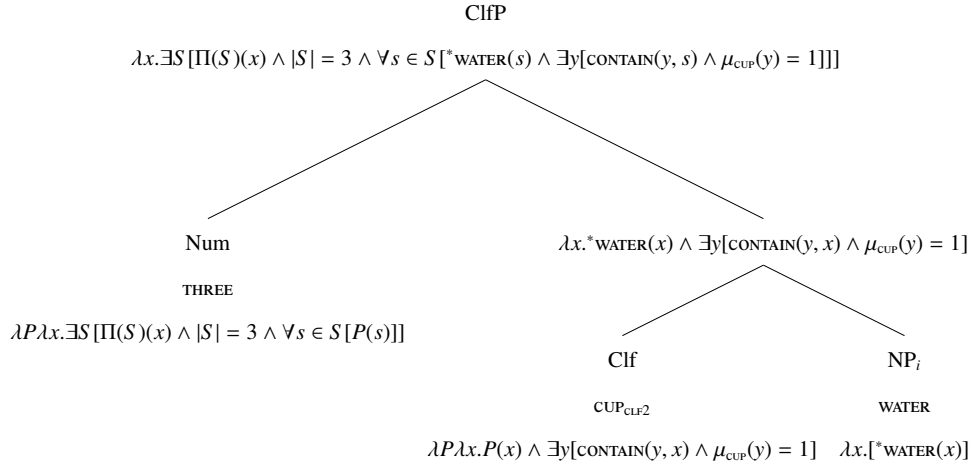 ClfP
λx.∃S[Π(S)(x) ∧ |S| = 3 ∧ ∀s ∈ S[*WATER(s) ∧ ∃y[CONTAIN(y, s) ∧ μCUP(y) = 1]]]
Num
THREE
λPλx.∃S[Π(S)(x) ∧ |S| = 3 ∧ ∀s ∈ S[P(s)]]
λx.*WATER(x) ∧ ∃y[CONTAIN(y, x) ∧ μCUP(y) = 1]
Clf
CUPCLF2
λPλx.P(x) ∧ ∃y[CONTAIN(y, x) ∧ μCUP(y) = 1]
NPi
WATER
λx.[*WATER(x)]